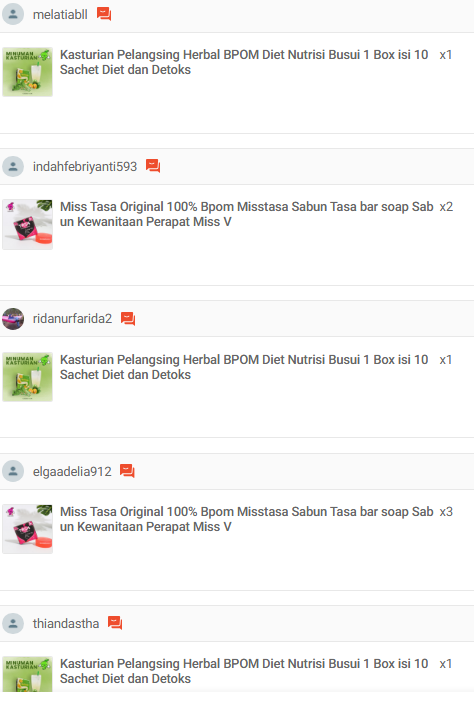 melatiabll
Kasturian Pelangsing Herbal BPOM Diet Nutrisi Busui 1 Box isi 10 x1
Sachet Diet dan Detoks
MINUMAN
KASTURIAN
indahfebriyanti593
Miss Tasa Original 100% Bpom Misstasa Sabun Tasa bar soap Sab x2
un Kewanitaan Perapat Miss V
ridanurfarida2
Kasturian Pelangsing Herbal BPOM Diet Nutrisi Busui 1 Box isi 10 x1
Sachet Diet dan Detoks
MINUMAN
KASTURIAN
elgaadelia912
Miss Tasa Original 100% Bpom Misstasa Sabun Tasa bar soap Sab x3
un Kewanitaan Perapat Miss V
thiandastha
Kasturian Pelangsing Herbal BPOM Diet Nutrisi Busui 1 Box isi 10 x1
Sachet Diet dan Detoks
MINUMAN
KASTURIAN